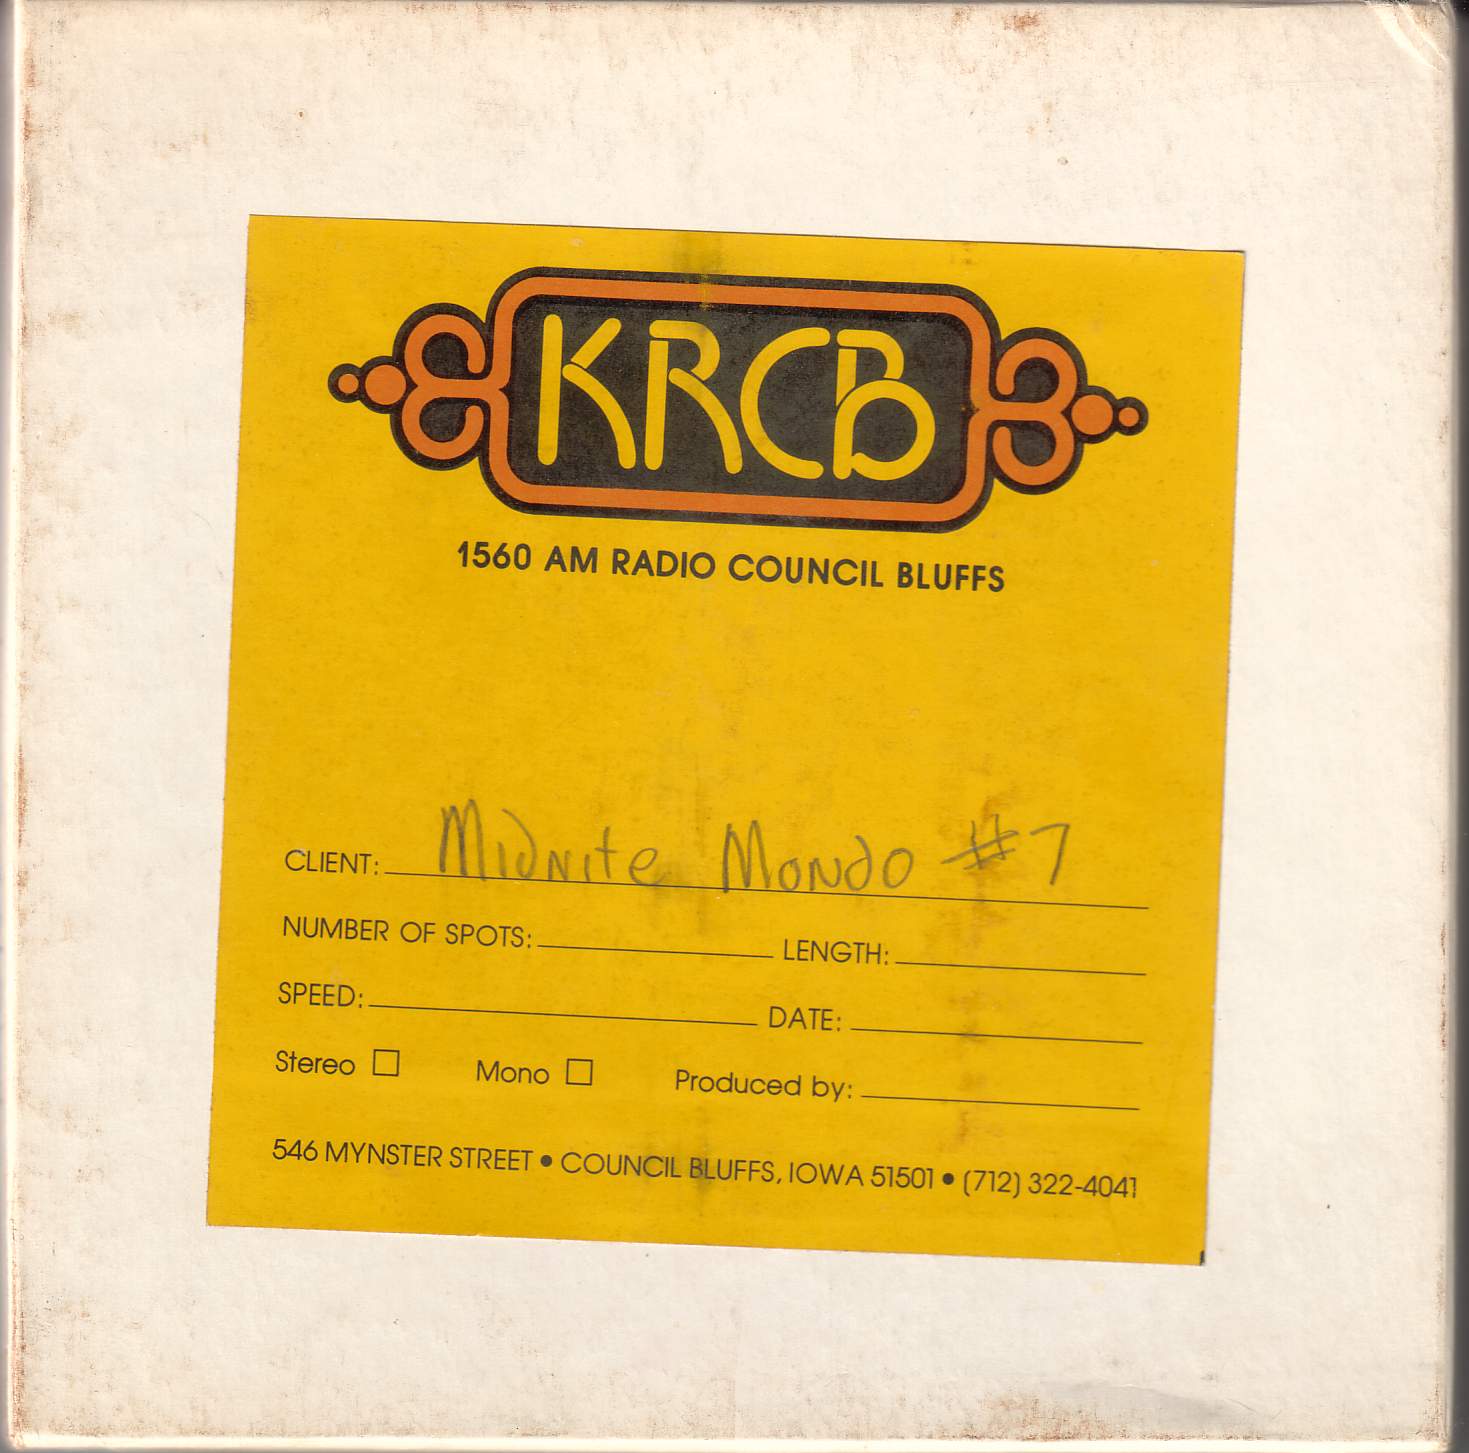 KRCB
1560 AM RADIO COUNCIL BLUFFS
CLIENT: Midnite Mondo #7
NUMBER OF SPOTS: LENGTH:
SPEED: DATE:
Stereo □ Mono □ Produced by:
546 MYNSTER STREET • COUNCIL BLUFFS, IOWA 51501 • (712) 322-4041